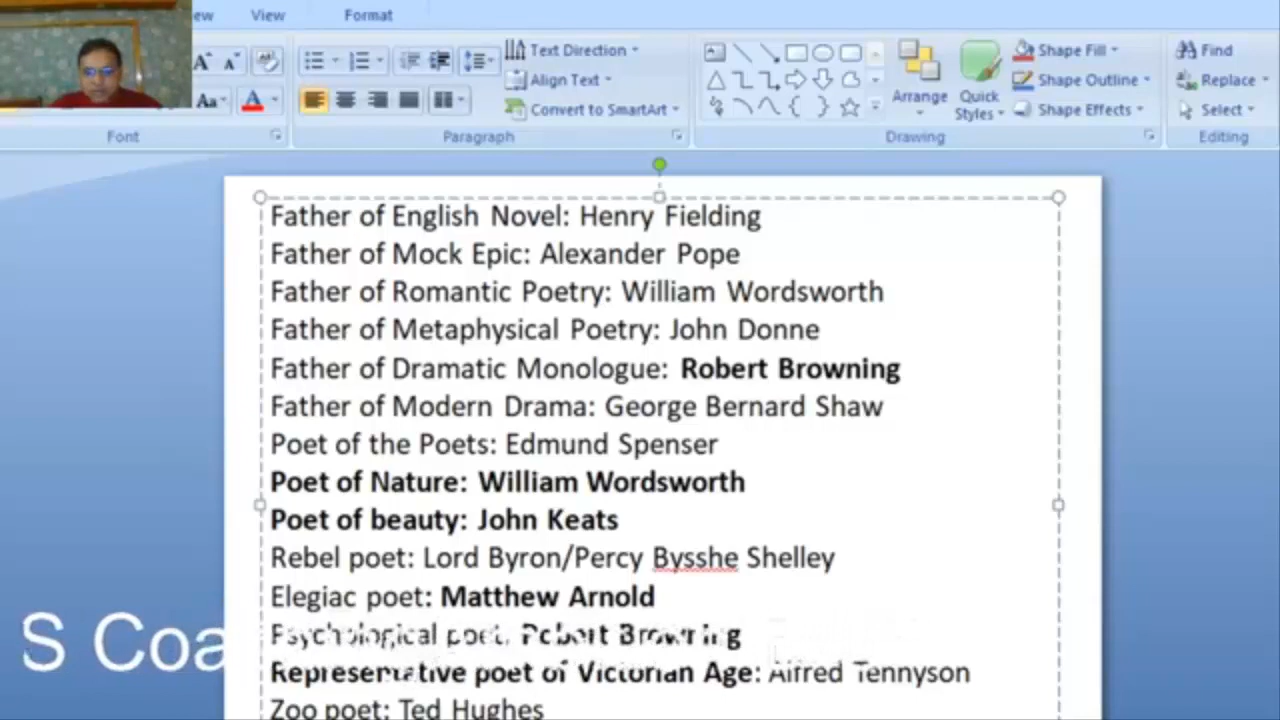 View
Format
Text Direction
Align Text
Convert to SmartArt
Arrange
Quick
Styles
Shape Fill
Shape Outline
Shape Effects
Find
Replace
Select
Aa
A
Font
Paragraph
Drawing
Editing
Father of English Novel: Henry Fielding
Father of Mock Epic: Alexander Pope
Father of Romantic Poetry: William Wordsworth
Father of Metaphysical Poetry: John Donne
Father of Dramatic Monologue: Robert Browning
Father of Modern Drama: George Bernard Shaw
Poet of the Poets: Edmund Spenser
Poet of Nature: William Wordsworth
Poet of beauty: John Keats
Rebel poet: Lord Byron/Percy Bysshe Shelley
Elegiac poet: Matthew Arnold
Psychological poet: Robert Browning
S Coa
Representative poet of Victorian Age: Alfred Tennyson
Zoo poet: Ted Hughes